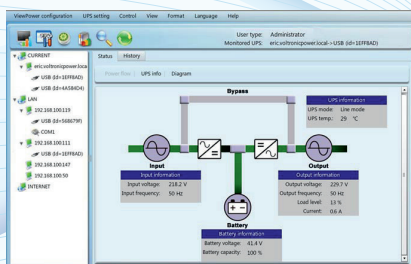 ViewPower configuration UPS setting Control View Format Language Help
User type: Administrator
Monitored UPS: eric.voltronicpower.local->USB (Id=1EFF8AD)
CURRENT
eric.voltronicpower.loca
USB (Id=1EFF8AD)
USB (Id=4A5B4D4)
LAN
192.168.100.119
USB (Id=568679F)
COM1
192.168.100.111
USB (Id=1EFF8AD)
192.168.100.147
192.168.100.50
INTERNET
Status History
Power flow UPS info Diagram
Bypass
UPS information
UPS mode: Line mode
UPS temp.: 29 °C
Input
Input information
Input voltage: 218.2 V
Input frequency: 50 Hz
Output
Output information
Output voltage: 229.7 V
Output frequency: 50 Hz
Load level: 13 %
Current: 0.6 A
Battery
Battery information
Battery voltage: 41.4 V
Battery capacity: 100 %